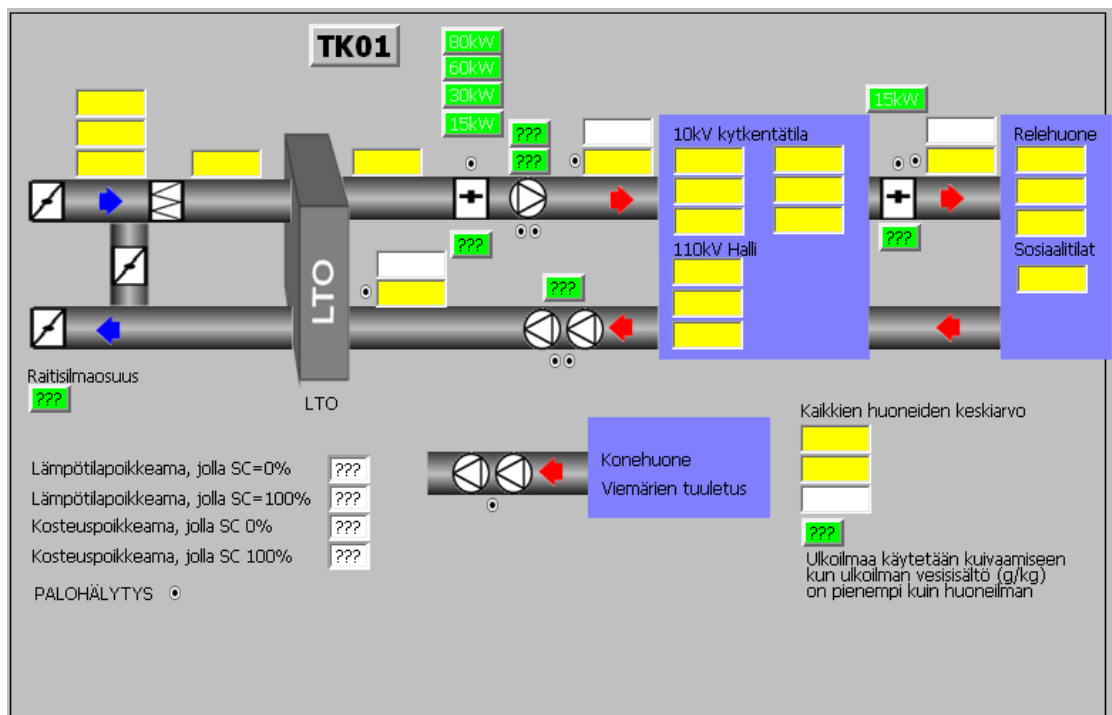 TK01
80kW
60kW
30kW
15kW
???
???
15kW
10kV kytkentätila
Relehuone
???
???
110kV Halli
Sosiaalitilat
LTO
???
Raitisilmaosuus
???
LTO
Kaikkien huoneiden keskiarvo
Lämpötilapoikkeama, jolla SC=0% ???
Lämpötilapoikkeama, jolla SC=100% ???
Kosteuspoikkeama, jolla SC 0% ???
Kosteuspoikkeama, jolla SC 100% ???
Konehuone
Viemärien tuuletus
???
Ulkoilmaa käytetään kuivaamiseen
kun ulkoilman vesisisältö (g/kg)
on pienempi kuin huoneilman
PALOHÄLYTYS